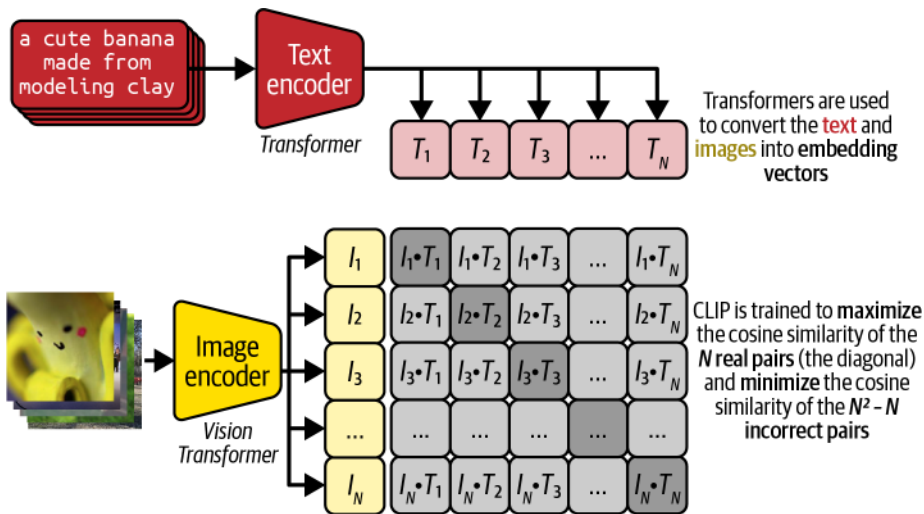 a cute banana
made from
modeling clay
Text
encoder
Transformer
T1 T2 T3 ... TN
Transformers are used
to convert the text and
images into embedding
vectors
Image
encoder
Vision
Transformer
I1 I1•T1 I1•T2 I1•T3 ... I1•TN
I2 I2•T1 I2•T2 I2•T3 ... I2•TN
I3 I3•T1 I3•T2 I3•T3 ... I3•TN
... ... ... ... ... ...
IN IN•T1 IN•T2 IN•T3 ... IN•TN
CLIP is trained to maximize
the cosine similarity of the
N real pairs (the diagonal)
and minimize the cosine
similarity of the N² – N
incorrect pairs